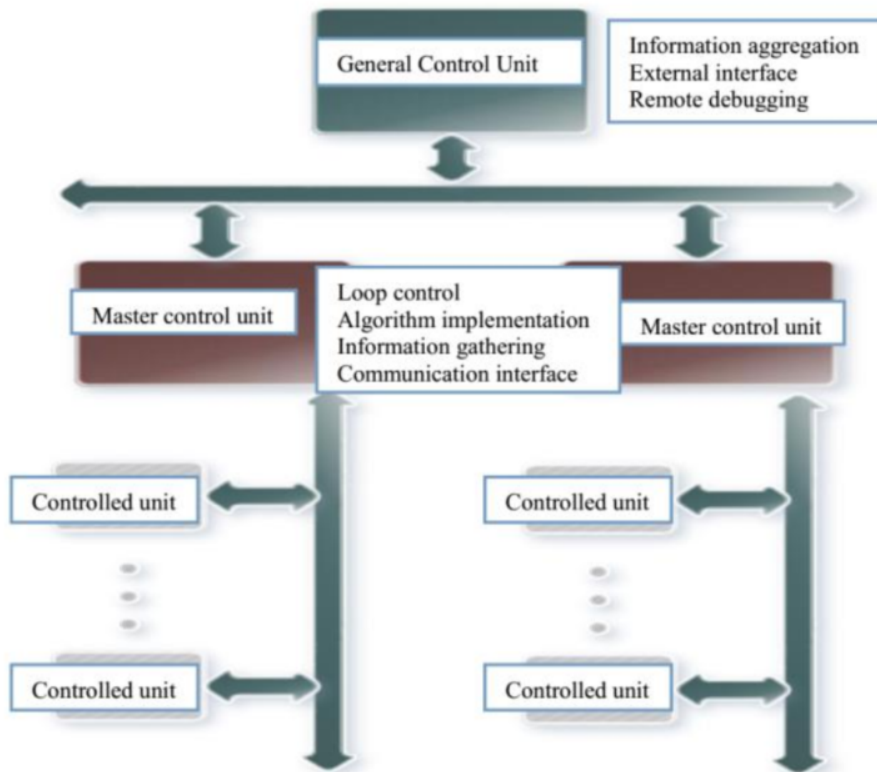 General Control Unit
Information aggregation
External interface
Remote debugging
Master control unit
Loop control
Algorithm implementation
Information gathering
Communication interface
Master control unit
Controlled unit
Controlled unit
Controlled unit
Controlled unit